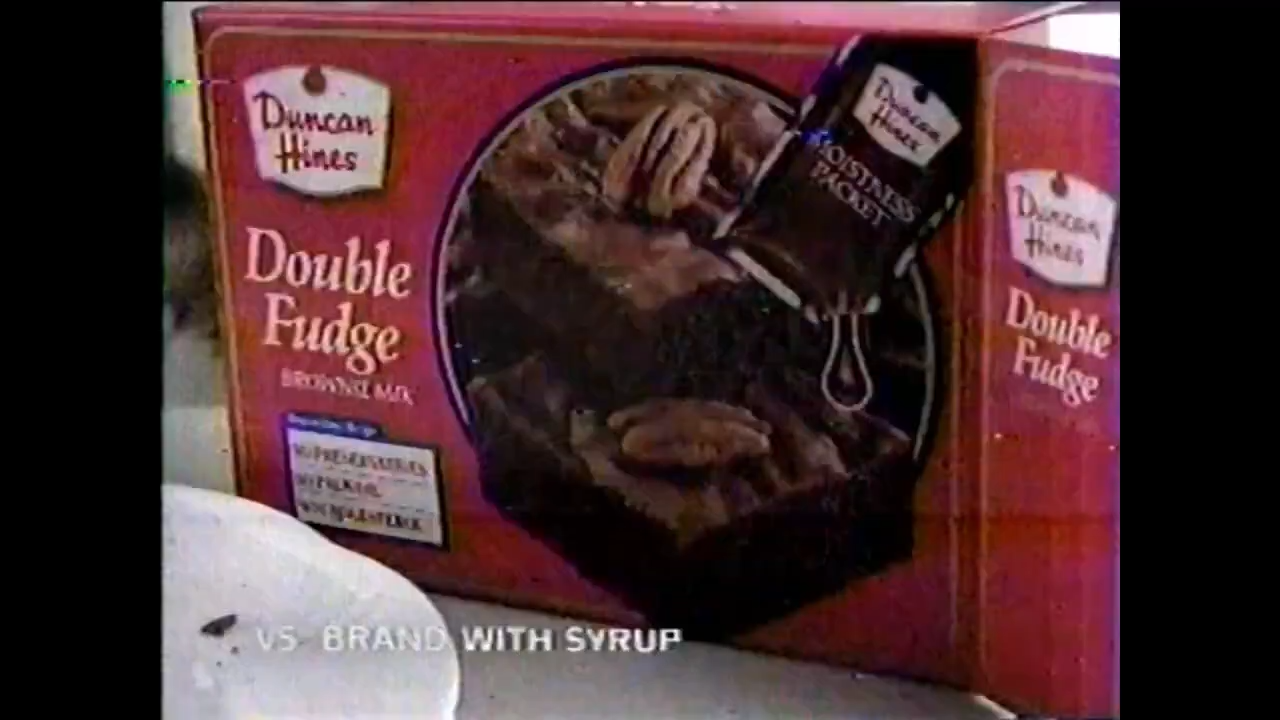 Duncan
Hines
Double
Fudge
BROWNIE MIX
Duncan
Hines
MOISTNESS
PACKET
Duncan
Hines
Double
Fudge
VS. BRAND WITH SYRUP